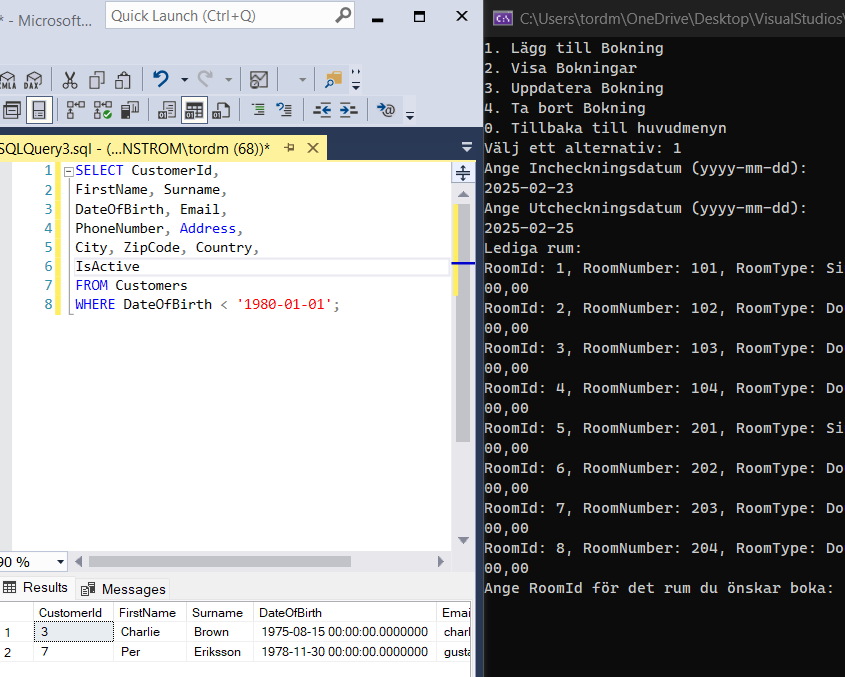 * - Microsoft...
Quick Launch (Ctrl+Q)
XMLA DAX
SQLQuery3.sql - (...NSTROM\tordm (68))*
1 SELECT CustomerId,
2 FirstName, Surname,
3 DateOfBirth, Email,
4 PhoneNumber, Address,
5 City, ZipCode, Country,
6 IsActive
7 FROM Customers
8 WHERE DateOfBirth < '1980-01-01';
90 %
Results Messages
CustomerId FirstName Surname DateOfBirth Emai
1 3 Charlie Brown 1975-08-15 00:00:00.0000000 charl
2 7 Per Eriksson 1978-11-30 00:00:00.0000000 gusta
C:\Users\tordm\OneDrive\Desktop\VisualStudios\
1. Lägg till Bokning
2. Visa Bokningar
3. Uppdatera Bokning
4. Ta bort Bokning
0. Tillbaka till huvudmenyn
Välj ett alternativ: 1
Ange Incheckningsdatum (yyyy-mm-dd):
2025-02-23
Ange Utcheckningsdatum (yyyy-mm-dd):
2025-02-25
Lediga rum:
RoomId: 1, RoomNumber: 101, RoomType: Si
00,00
RoomId: 2, RoomNumber: 102, RoomType: Do
00,00
RoomId: 3, RoomNumber: 103, RoomType: Do
00,00
RoomId: 4, RoomNumber: 104, RoomType: Do
00,00
RoomId: 5, RoomNumber: 201, RoomType: Si
00,00
RoomId: 6, RoomNumber: 202, RoomType: Do
00,00
RoomId: 7, RoomNumber: 203, RoomType: Do
00,00
RoomId: 8, RoomNumber: 204, RoomType: Do
00,00
Ange RoomId för det rum du önskar boka: